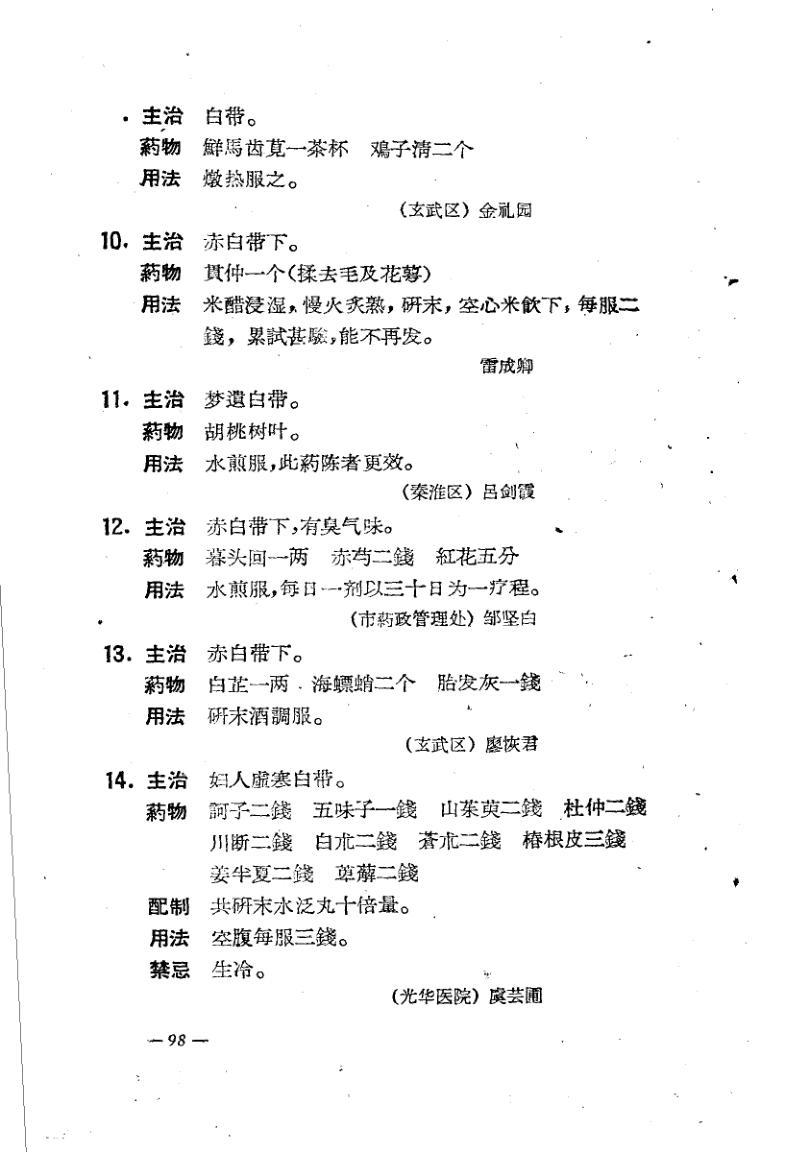 主治 白带。
葯物 鮮馬齿莧一茶杯 鷄子清二个
用法 燉热服之。
(玄武区) 金礼园
10. 主治 赤白带下。
葯物 貫仲一个(揉去毛及花萼)
用法 米醋浸湿,慢火炙熟,研末,空心米飲下,每服二
錢,累試甚驗,能不再发。
雷成卿
11. 主治 梦遺白带。
葯物 胡桃树叶。
用法 水煎服,此葯陈者更效。
(秦淮区) 呂剑霞
12. 主治 赤白带下,有臭气味。
葯物 暮头回一两 赤芍二錢 紅花五分
用法 水煎服,每日一剂以三十日为一疗程。
(市葯政管理处) 邹坚白
13. 主治 赤白带下。
葯物 白芷一两 海螵蛸二个 胎发灰一錢
用法 研末酒調服。
(玄武区) 廖恢君
14. 主治 妇人虛寒白带。
葯物 訶子二錢 五味子一錢 山茱萸二錢 杜仲二錢
川断二錢 白朮二錢 蒼朮二錢 椿根皮三錢
姜半夏二錢 萆薢二錢
配制 共研末水泛丸十倍量。
用法 空腹每服三錢。
禁忌 生冷。
(光华医院) 虞芸圃
— 98 —